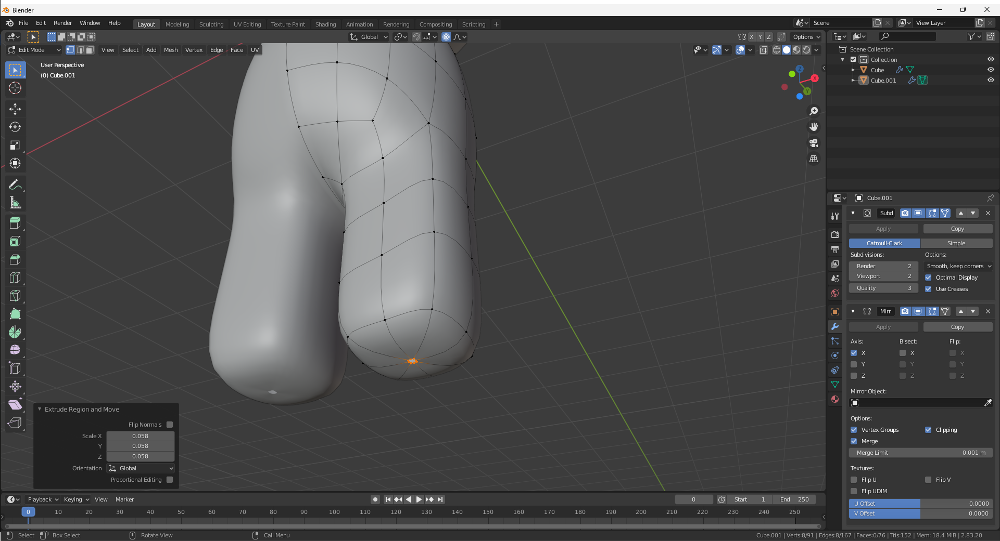 Blender
File Edit Render Window Help Layout Modeling Sculpting UV Editing Texture Paint Shading Animation Rendering Compositing Scripting + Scene View Layer
Global X Y Z Options
Edit Mode View Select Add Mesh Vertex Edge Face UV
User Perspective
(0) Cube.001
Z
X
Y
Scene Collection
Collection
Cube
Cube.001
Cube.001
Subd
Apply Copy
Catmull-Clark Simple
Subdivisions: Options:
Render 2 Smooth, keep corners
Viewport 2 Optimal Display
Quality 3 Use Creases
Mirr
Apply Copy
Axis: Bisect: Flip:
X X X
Y Y Y
Z Z Z
Mirror Object:
Options:
Vertex Groups Clipping
Merge
Merge Limit 0.001 m
Textures:
Flip U Flip V
Flip UDIM
U Offset 0.0000
V Offset 0.0000
Extrude Region and Move
Flip Normals
Scale X 0.058
Y 0.058
Z 0.058
Orientation Global
Proportional Editing
Playback Keying View Marker 0 Start 1 End 250
0 10 20 30 40 50 60 70 80 90 100 110 120 130 140 150 160 170 180 190 200 210 220 230 240 250
Select Box Select Rotate View Call Menu Cube.001 | Verts:8/91 | Edges:8/167 | Faces:0/76 | Tris:152 | Mem: 18.4 MiB | 2.83.20